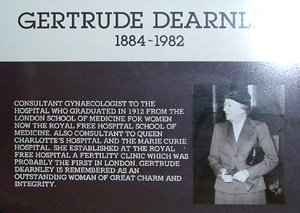 GERTRUDE DEARNL
1884-1982
CONSULTANT GYNAECOLOGIST TO THE
HOSPITAL WHO GRADUATED IN 1912 FROM THE
LONDON SCHOOL OF MEDICINE FOR WOMEN
NOW THE ROYAL FREE HOSPITAL SCHOOL OF
MEDICINE. ALSO CONSULTANT TO QUEEN
CHARLOTTE'S HOSPITAL AND THE MARIE CURIE
HOSPITAL. SHE ESTABLISHED AT THE ROYAL
FREE HOSPITAL A FERTILITY CLINIC WHICH WAS
PROBABLY THE FIRST IN LONDON. GERTRUDE
DEARNLEY IS REMEMBERED AS AN
OUTSTANDING WOMAN OF GREAT CHARM AND
INTEGRITY.